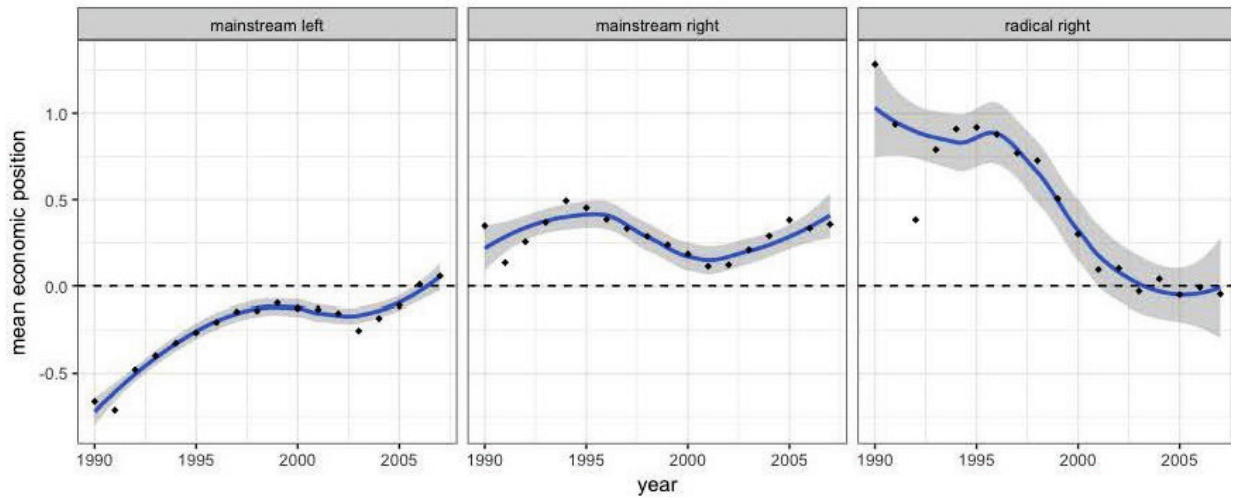 mainstream left
mainstream right
radical right
mean economic position
1.0
0.5
0.0
-0.5
1990 1995 2000 2005
1990 1995 2000 2005
1990 1995 2000 2005
year